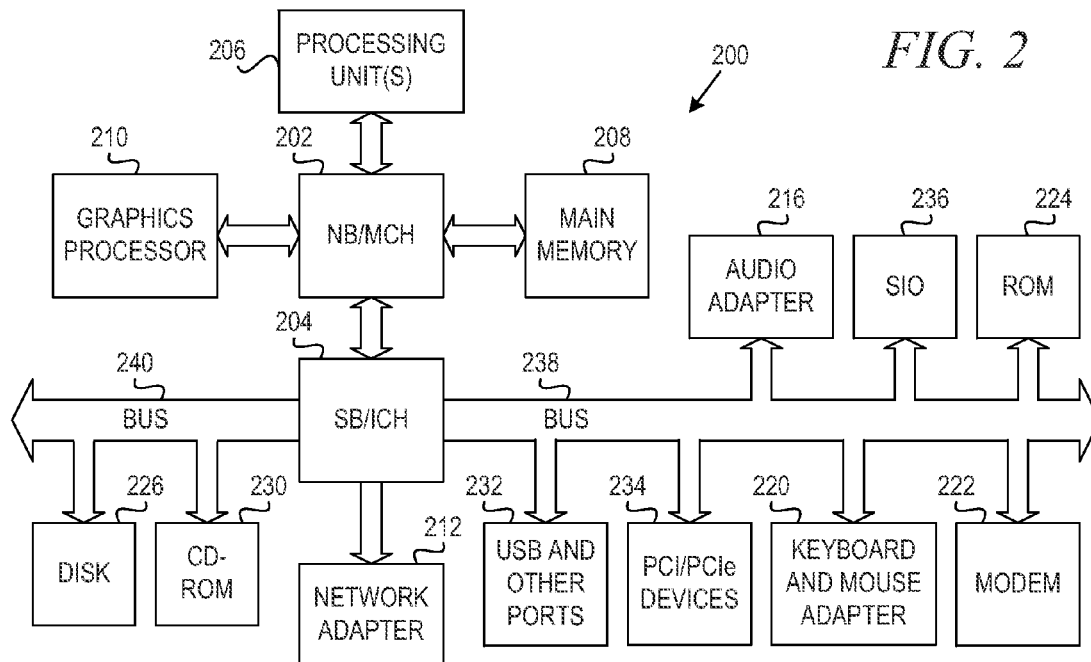 FIG. 2
200
206
PROCESSING
UNIT(S)
210
GRAPHICS
PROCESSOR
202
NB/MCH
208
MAIN
MEMORY
216
AUDIO
ADAPTER
236
SIO
224
ROM
204
SB/ICH
240
BUS
238
BUS
226
DISK
230
CD-
ROM
212
NETWORK
ADAPTER
232
USB AND
OTHER
PORTS
234
PCI/PCIe
DEVICES
220
KEYBOARD
AND MOUSE
ADAPTER
222
MODEM